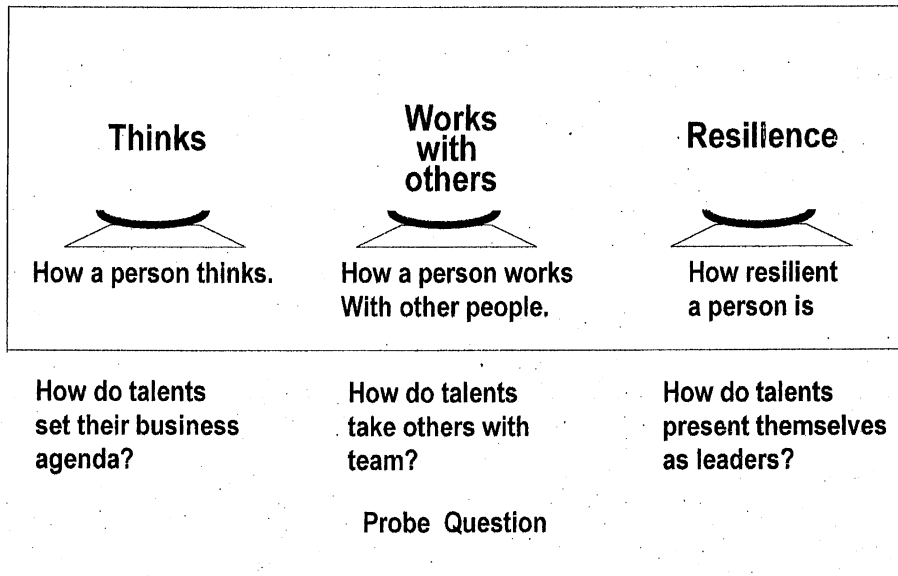 Thinks
Works
with
others
Resilience
How a person thinks.
How a person works
With other people.
How resilient
a person is
How do talents
set their business
agenda?
How do talents
take others with
team?
How do talents
present themselves
as leaders?
Probe Question